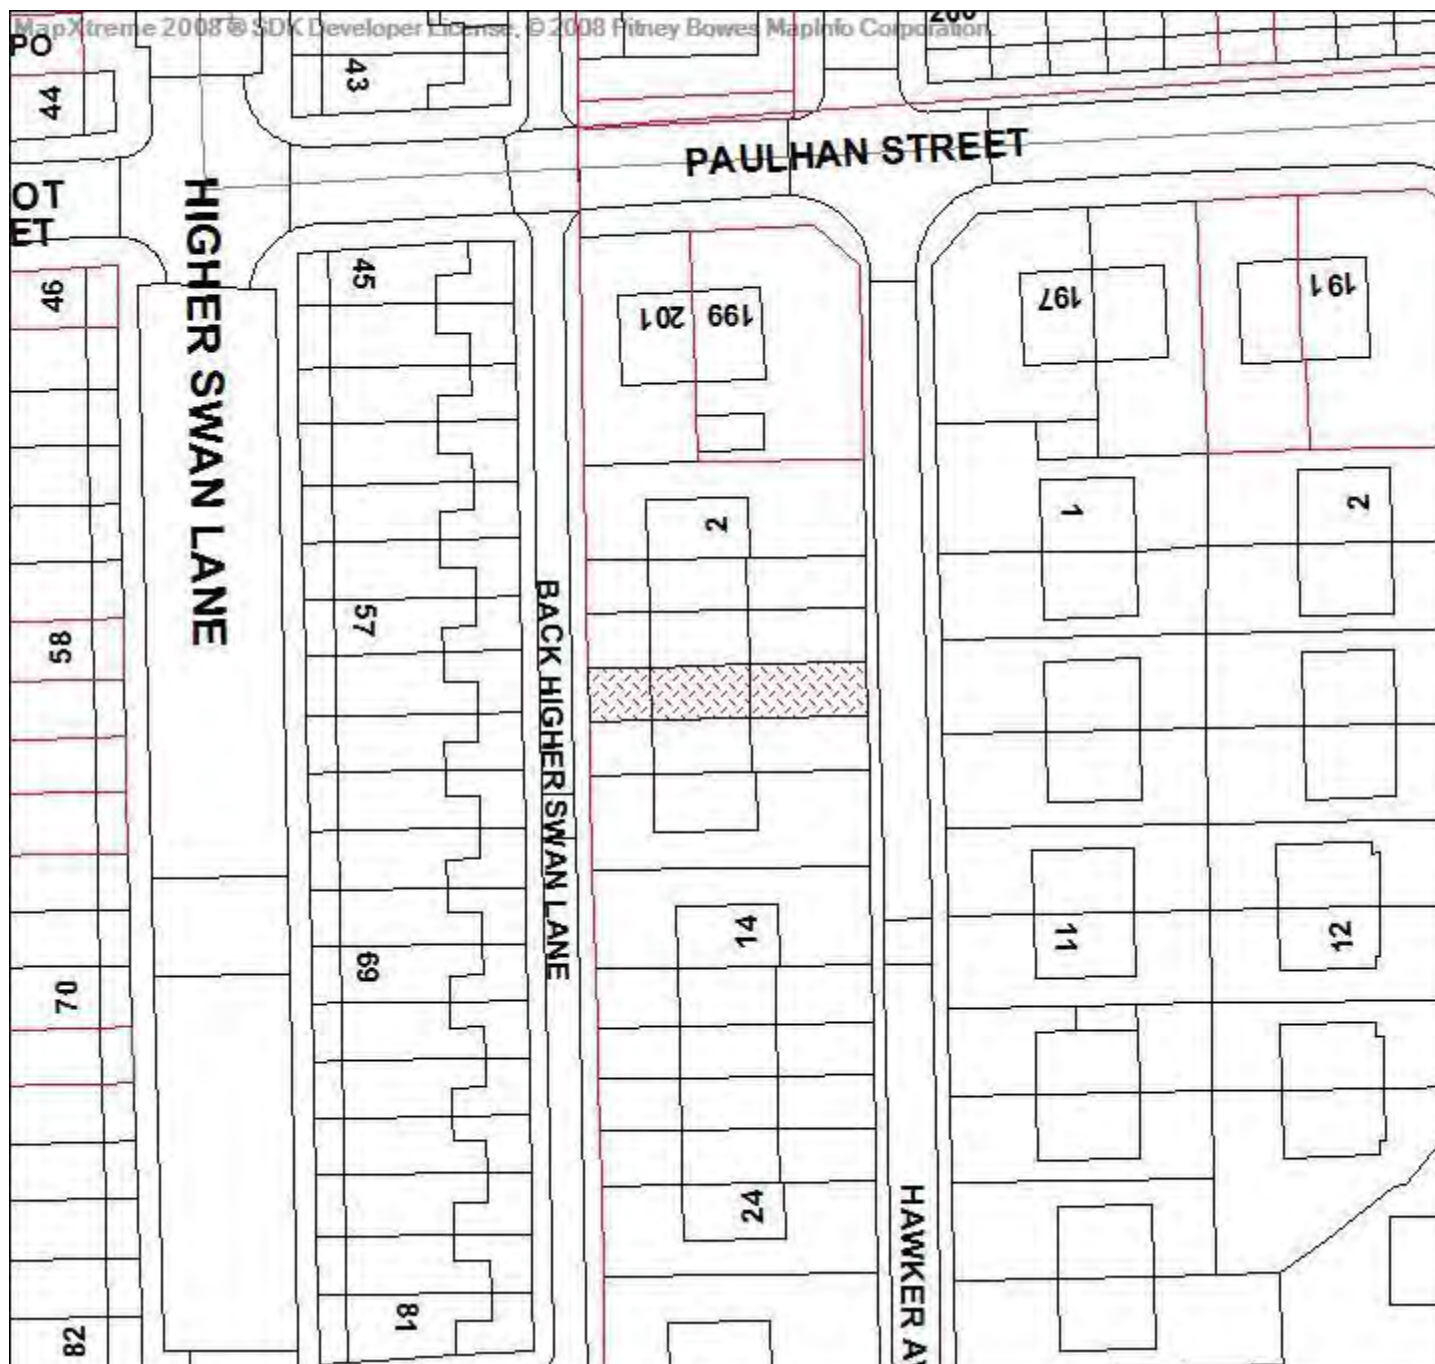 MapXtreme 2008 ® SDK Developer License. © 2008 Pitney Bowes MapInfo Corporation.
PO
44
43
PAULHAN STREET
OT
ET
HIGHER SWAN LANE
46
45
201
199
197
191
2
1
2
58
57
BACK HIGHER SWAN LANE
14
11
12
70
69
24
HAWKER AV
82
81